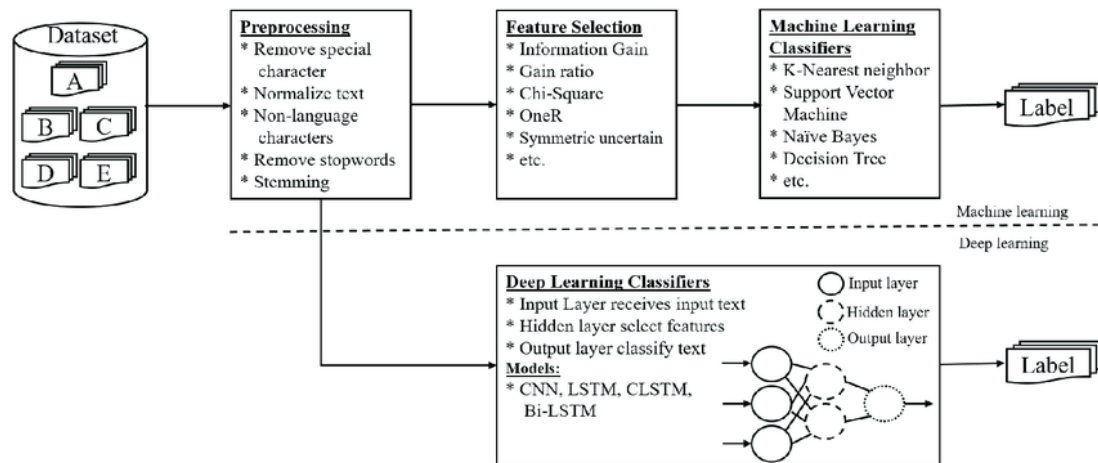 Dataset
A
B
C
D
E
Preprocessing
* Remove special
character
* Normalize text
* Non-language
characters
* Remove stopwords
* Stemming
Feature Selection
* Information Gain
* Gain ratio
* Chi-Square
* OneR
* Symmetric uncertain
* etc.
Machine Learning
Classifiers
* K-Nearest neighbor
* Support Vector
Machine
* Naïve Bayes
* Decision Tree
* etc.
Label
Machine learning
Deep learning
Deep Learning Classifiers
* Input Layer receives input text
* Hidden layer select features
* Output layer classify text
Models:
* CNN, LSTM, CLSTM,
Bi-LSTM
Input layer
Hidden layer
Output layer
Label